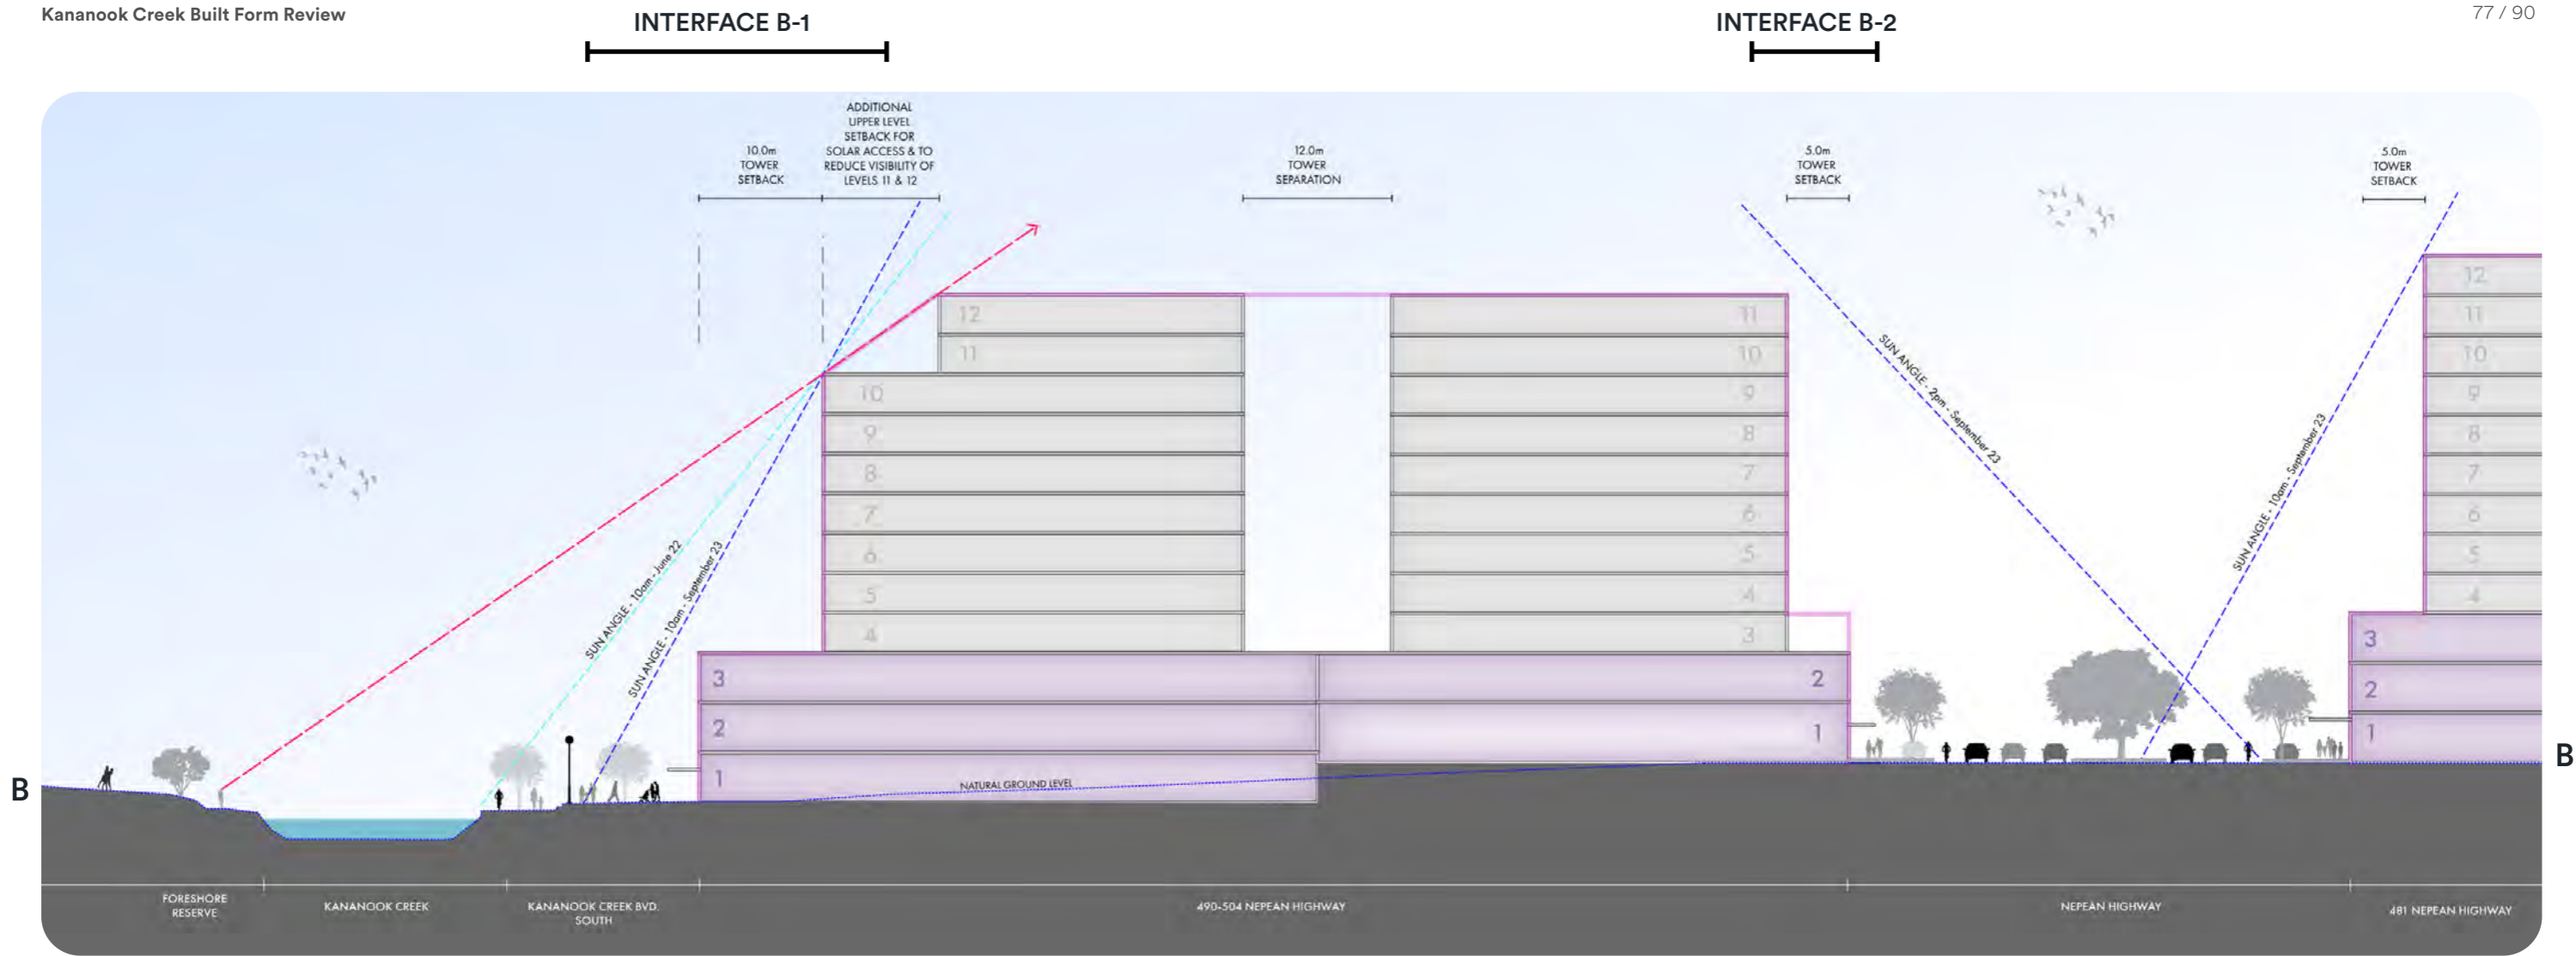 Kananook Creek Built Form Review
77 / 90
INTERFACE B-1
INTERFACE B-2
10.0m
TOWER
SETBACK
ADDITIONAL
UPPER LEVEL
SETBACK FOR
SOLAR ACCESS & TO
REDUCE VISIBILITY OF
LEVELS 11 & 12
12.0m
TOWER
SEPARATION
5.0m
TOWER
SETBACK
5.0m
TOWER
SETBACK
12
11
10
9
8
7
6
5
4
3
2
1
11
10
9
8
7
6
5
4
3
2
1
12
11
10
9
8
7
6
5
4
3
2
1
SUN ANGLE - 10am - June 22
SUN ANGLE - 10am - September 23
SUN ANGLE - 2pm - September 23
SUN ANGLE - 10am - September 23
NATURAL GROUND LEVEL
B
B
FORESHORE
RESERVE
KANANOOK CREEK
KANANOOK CREEK BVD.
SOUTH
490-504 NEPEAN HIGHWAY
NEPEAN HIGHWAY
481 NEPEAN HIGHWAY